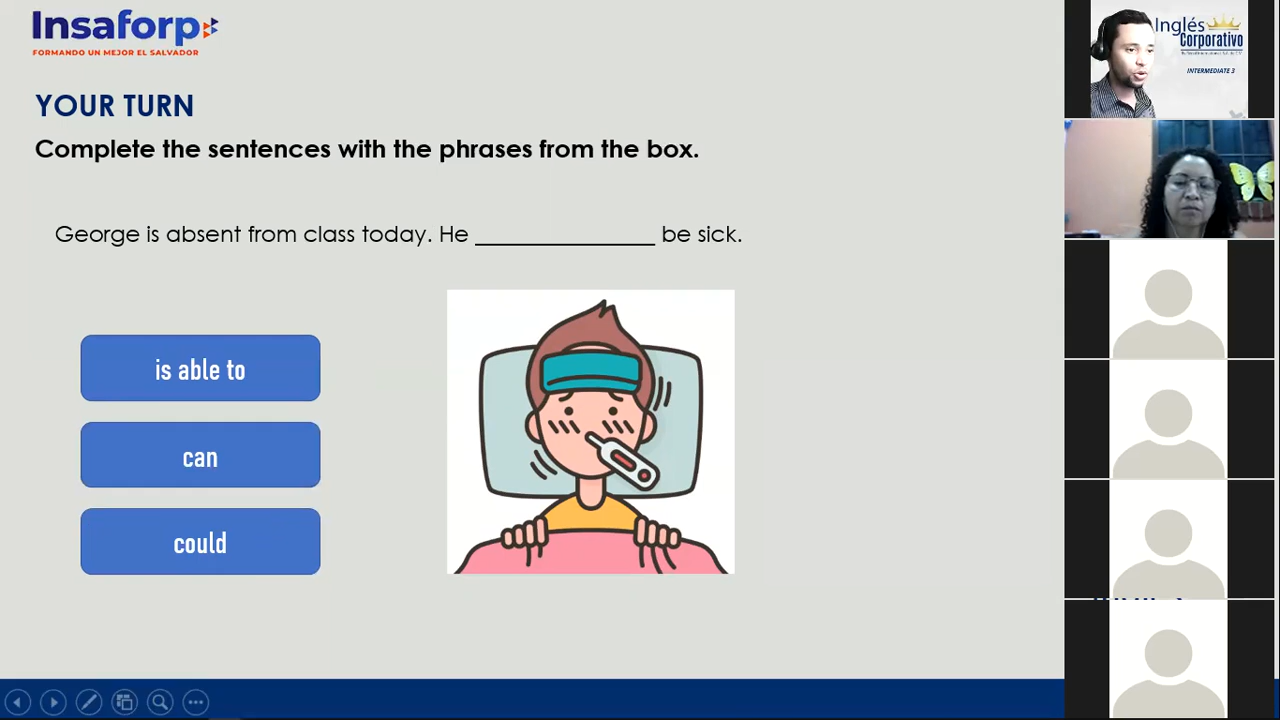 Insaforp
FORMANDO UN MEJOR EL SALVADOR
YOUR TURN
Complete the sentences with the phrases from the box.
George is absent from class today. He _______________ be sick.
is able to
can
could
Inglés
Corporativo
INTERMEDIATE 3